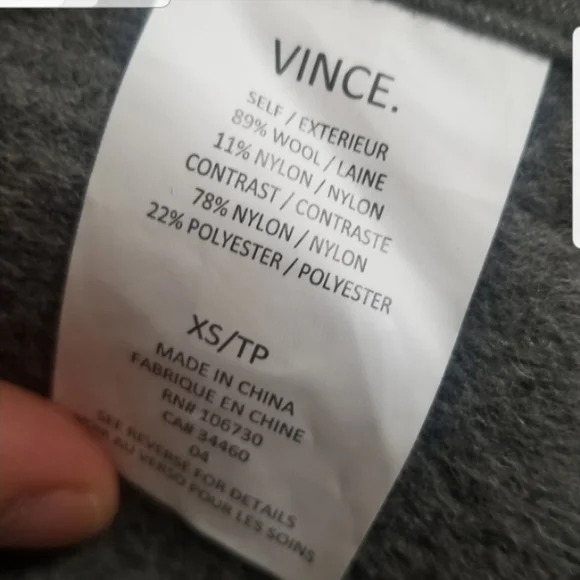 VINCE.
SELF / EXTERIEUR
89% WOOL / LAINE
11% NYLON / NYLON
CONTRAST / CONTRASTE
78% NYLON / NYLON
22% POLYESTER / POLYESTER
XS/TP
MADE IN CHINA
FABRIQUE EN CHINE
RN# 106730
CA# 34460
04
SEE REVERSE FOR DETAILS
AU VERSO POUR LES SOINS